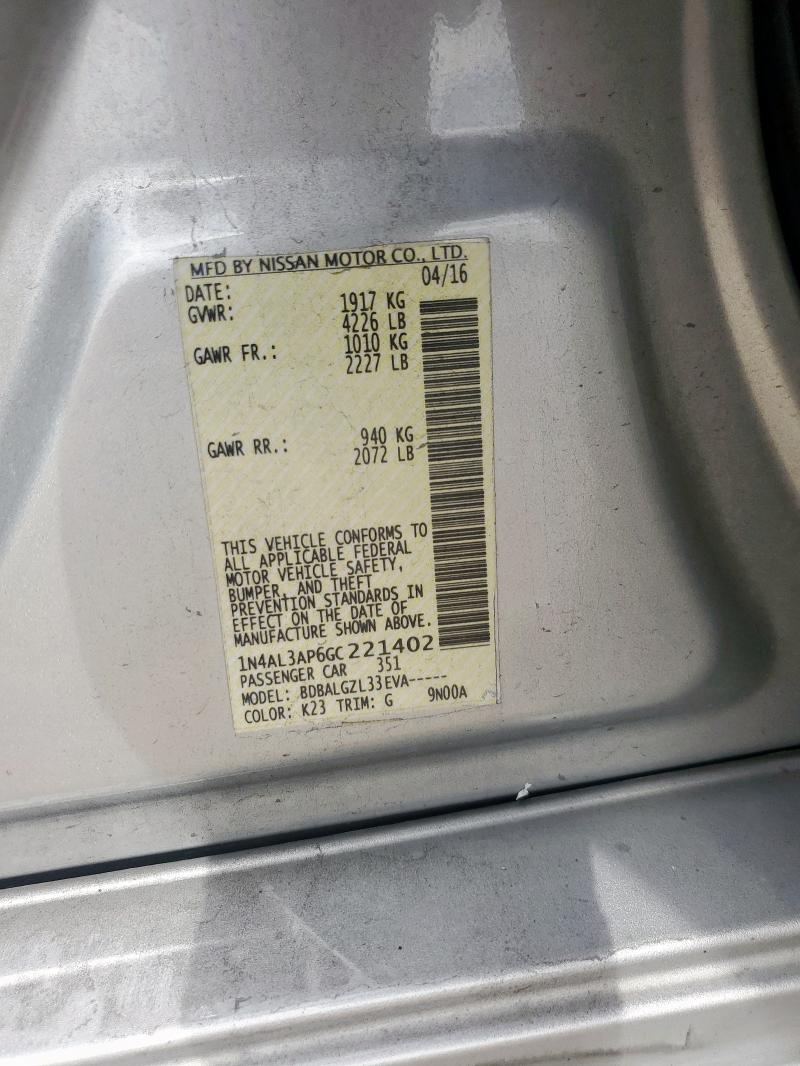 MFD BY NISSAN MOTOR CO., LTD.
DATE: 04/16
GVWR: 1917 KG
4226 LB
GAWR FR.: 1010 KG
2227 LB
GAWR RR.: 940 KG
2072 LB
THIS VEHICLE CONFORMS TO
ALL APPLICABLE FEDERAL
MOTOR VEHICLE SAFETY,
BUMPER, AND THEFT
PREVENTION STANDARDS IN
EFFECT ON THE DATE OF
MANUFACTURE SHOWN ABOVE.
1N4AL3AP6GC221402
PASSENGER CAR 351
MODEL: BDBALGZL33EVA-----
COLOR: K23 TRIM: G 9N00A